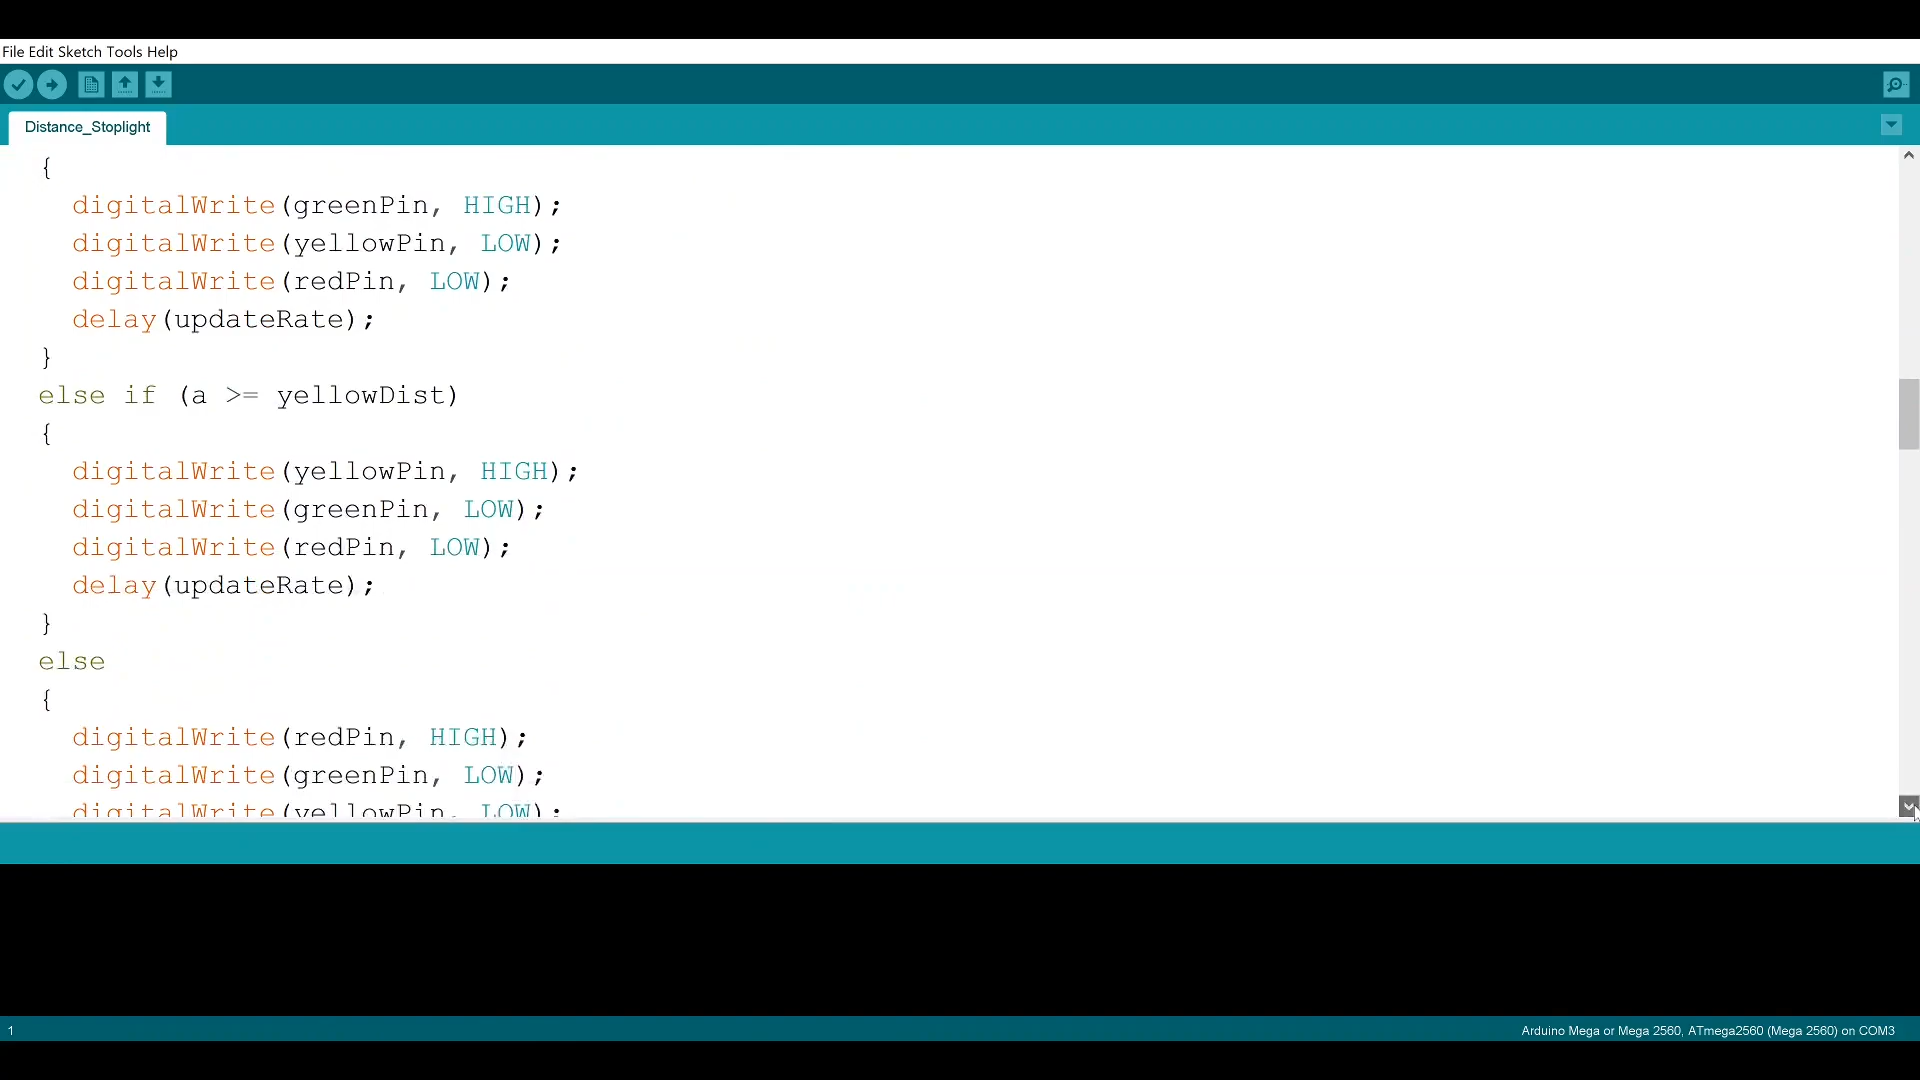 File Edit Sketch Tools Help
Distance_Stoplight
{
digitalWrite(greenPin, HIGH);
digitalWrite(yellowPin, LOW);
digitalWrite(redPin, LOW);
delay(updateRate);
}
else if (a >= yellowDist)
{
digitalWrite(yellowPin, HIGH);
digitalWrite(greenPin, LOW);
digitalWrite(redPin, LOW);
delay(updateRate);
}
else
{
digitalWrite(redPin, HIGH);
digitalWrite(greenPin, LOW);
digitalWrite(yellowPin, LOW);
1
Arduino Mega or Mega 2560, ATmega2560 (Mega 2560) on COM3